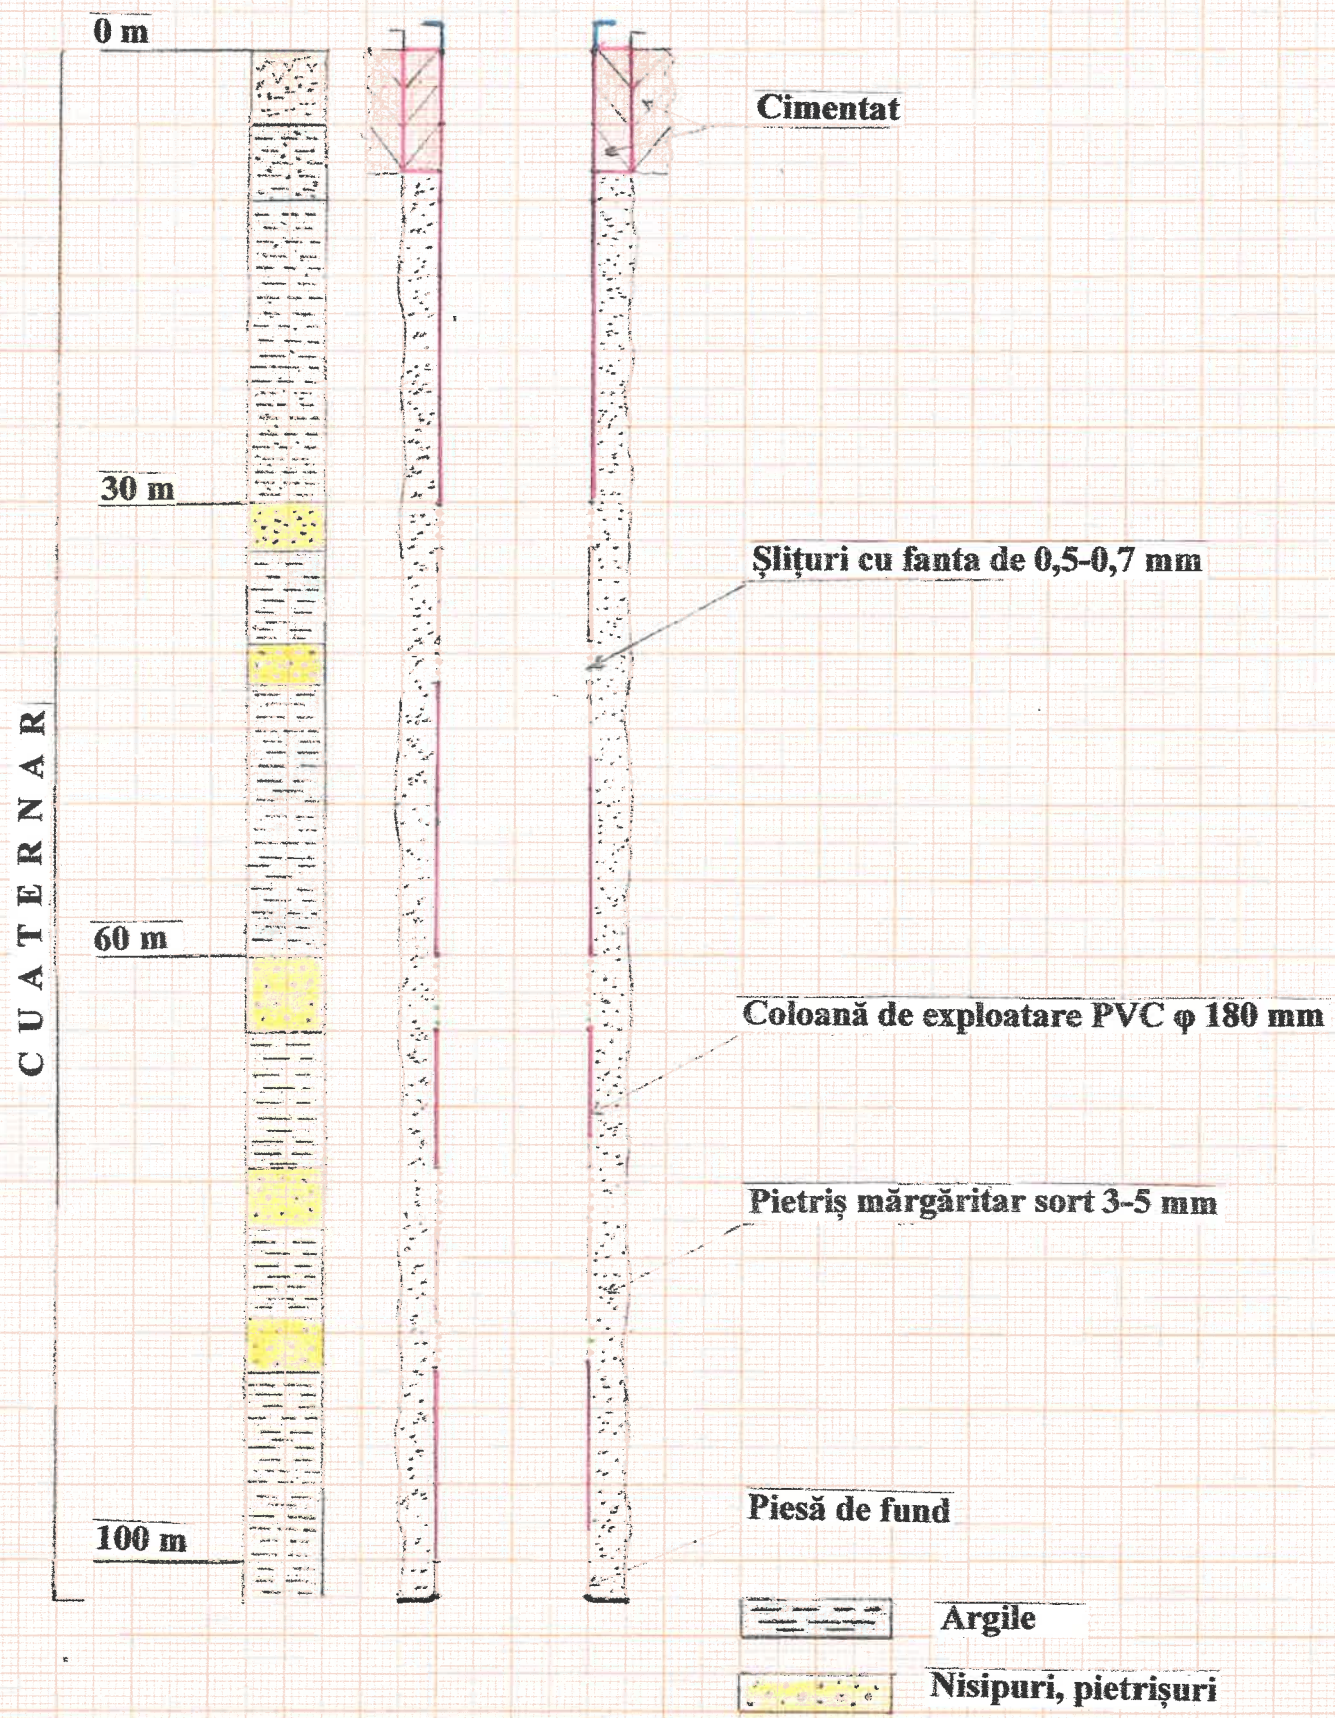 0 m
Cimentat
30 m
Șlițuri cu fanta de 0,5-0,7 mm
CUATERNAR
60 m
Coloană de exploatare PVC φ 180 mm
Pietriș mărgăritar sort 3-5 mm
Piesă de fund
100 m
Argile
Nisipuri, pietrișuri